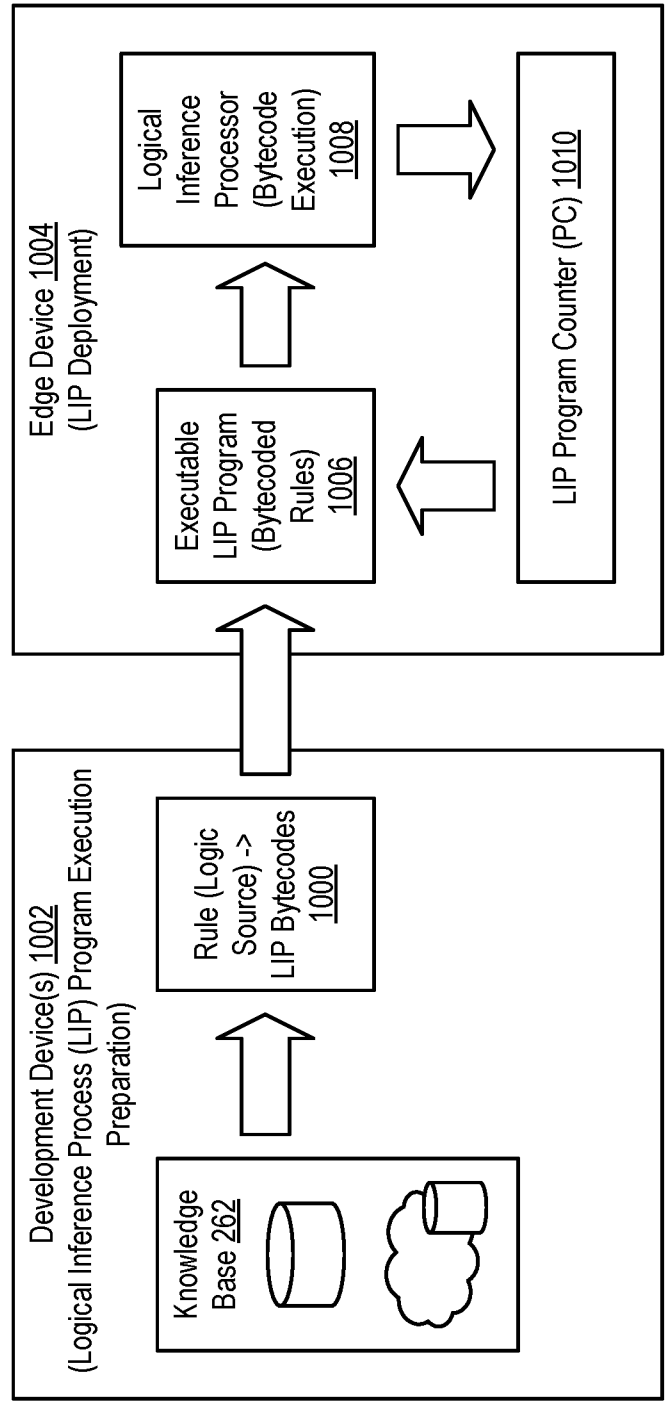 Development Device(s) 1002
(Logical Inference Process (LIP) Program Execution
Preparation)
Knowledge
Base 262
Rule (Logic
Source) ->
LIP Bytecodes
1000
Edge Device 1004
(LIP Deployment)
Executable
LIP Program
(Bytecoded
Rules)
1006
Logical
Inference
Processor
(Bytecode
Execution)
1008
LIP Program Counter (PC) 1010